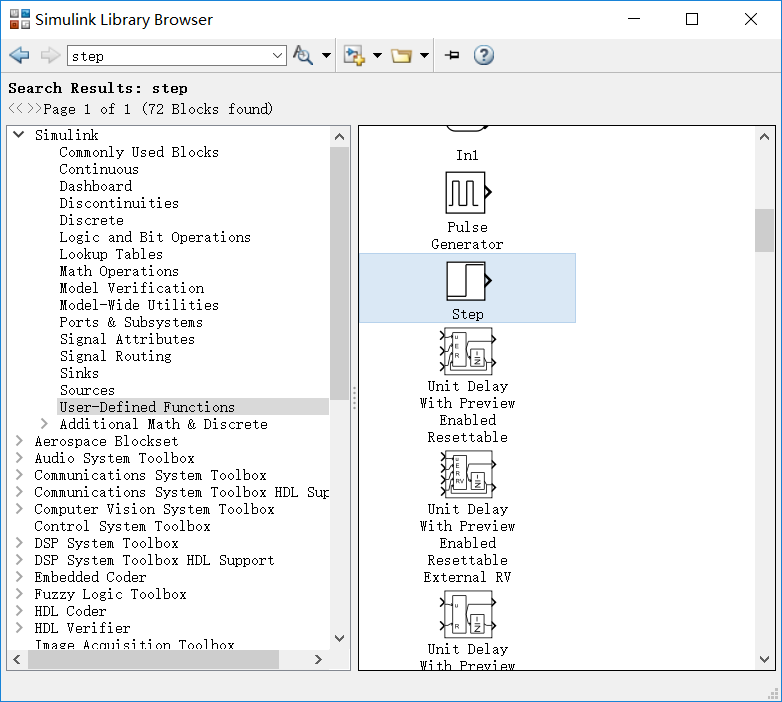 Simulink Library Browser
step
Search Results: step
<<>>Page 1 of 1 (72 Blocks found)
Simulink
Commonly Used Blocks
Continuous
Dashboard
Discontinuities
Discrete
Logic and Bit Operations
Lookup Tables
Math Operations
Model Verification
Model-Wide Utilities
Ports & Subsystems
Signal Attributes
Signal Routing
Sinks
Sources
User-Defined Functions
Additional Math & Discrete
Aerospace Blockset
Audio System Toolbox
Communications System Toolbox
Communications System Toolbox HDL Sup
Computer Vision System Toolbox
Control System Toolbox
DSP System Toolbox
DSP System Toolbox HDL Support
Embedded Coder
Fuzzy Logic Toolbox
HDL Coder
HDL Verifier
Image Acquisition Toolbox
In1
Pulse
Generator
Step
u
E
R
1
z
Unit Delay
With Preview
Enabled
Resettable
u
E
R
RV
1
z
Unit Delay
With Preview
Enabled
Resettable
External RV
u
R
1
z
Unit Delay
With Preview